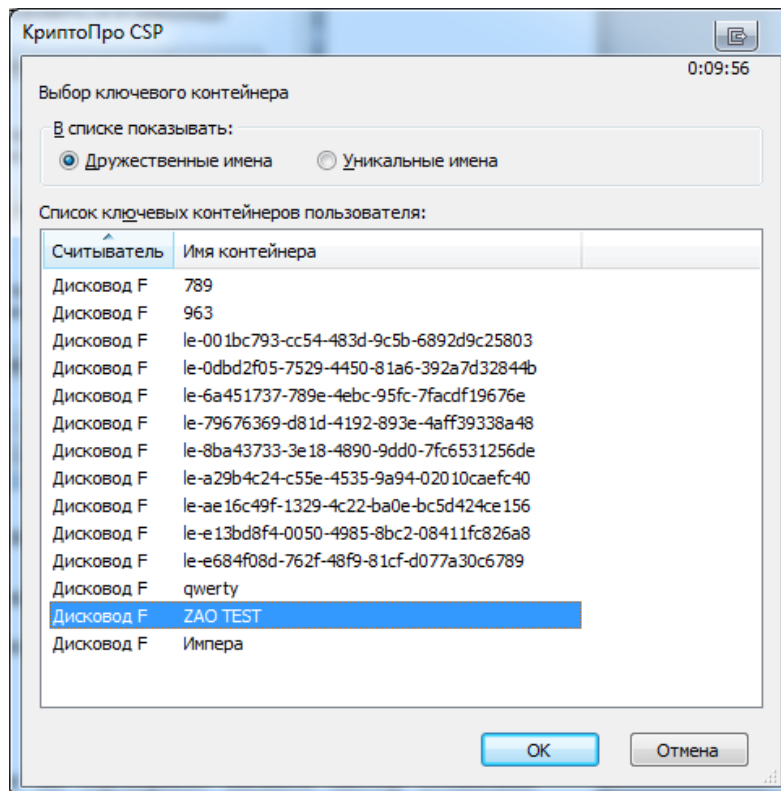 КриптоПро CSP
0:09:56
Выбор ключевого контейнера
В списке показывать:
Дружественные имена Уникальные имена
Список ключевых контейнеров пользователя:
Считыватель Имя контейнера
Дисковод F 789
Дисковод F 963
Дисковод F le-001bc793-cc54-483d-9c5b-6892d9c25803
Дисковод F le-0dbd2f05-7529-4450-81a6-392a7d32844b
Дисковод F le-6a451737-789e-4ebc-95fc-7facdf19676e
Дисковод F le-79676369-d81d-4192-893e-4aff39338a48
Дисковод F le-8ba43733-3e18-4890-9dd0-7fc6531256de
Дисковод F le-a29b4c24-c55e-4535-9a94-02010caefc40
Дисковод F le-ae16c49f-1329-4c22-ba0e-bc5d424ce156
Дисковод F le-e13bd8f4-0050-4985-8bc2-08411fc826a8
Дисковод F le-e684f08d-762f-48f9-81cf-d077a30c6789
Дисковод F qwerty
Дисковод F ZAO TEST
Дисковод F Импера
ОК Отмена